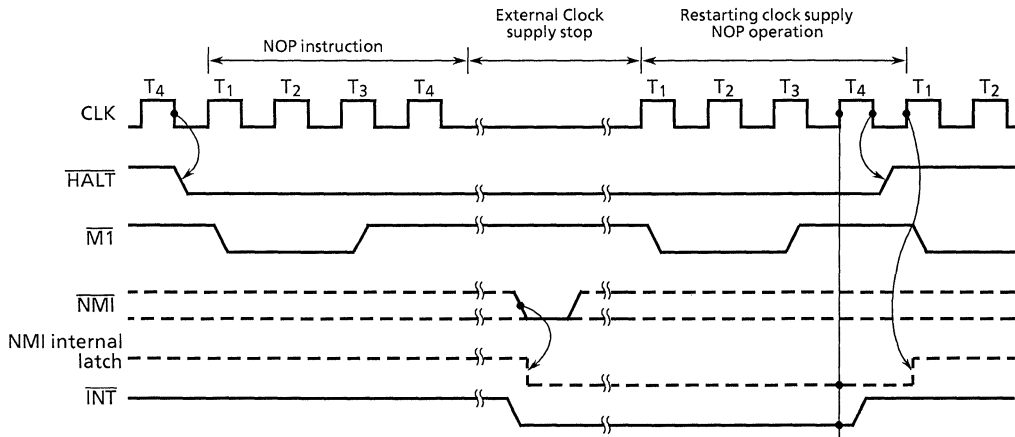 External Clock
supply stop
Restarting clock supply
NOP operation
NOP instruction
T4 T1 T2 T3 T4 T1 T2 T3 T4 T1 T2
CLK
HALT
M1
NMI
NMI internal
latch
INT